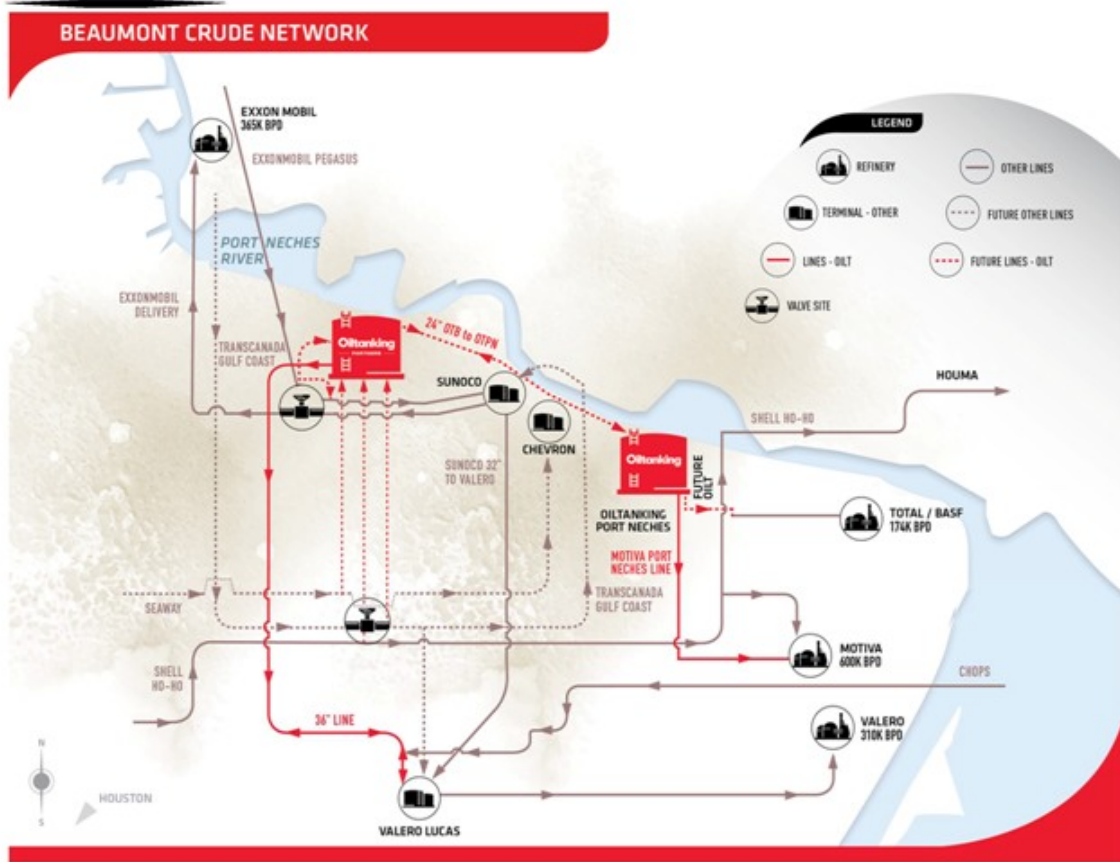 BEAUMONT CRUDE NETWORK
EXXON MOBIL
365K BPD
EXXONMOBIL PEGASUS
LEGEND
REFINERY
OTHER LINES
TERMINAL - OTHER
FUTURE OTHER LINES
LINES - OILT
FUTURE LINES - OILT
VALVE SITE
PORT NECHES
RIVER
EXXONMOBIL
DELIVERY
TRANSCANADA
GULF COAST
Oiltanking
PARTNERS
24" OTB to OTPN
SUNOCO
CHEVRON
HOUMA
SHELL HO-HO
SUNOCO 32"
TO VALERO
Oiltanking
FUTURE
OILT
OILTANKING
PORT NECHES
TOTAL / BASF
174K BPD
MOTIVA PORT
NECHES LINE
TRANSCANADA
GULF COAST
SEAWAY
SHELL
HO-HO
MOTIVA
600K BPD
CHOPS
36" LINE
VALERO
310K BPD
N
S
HOUSTON
VALERO LUCAS